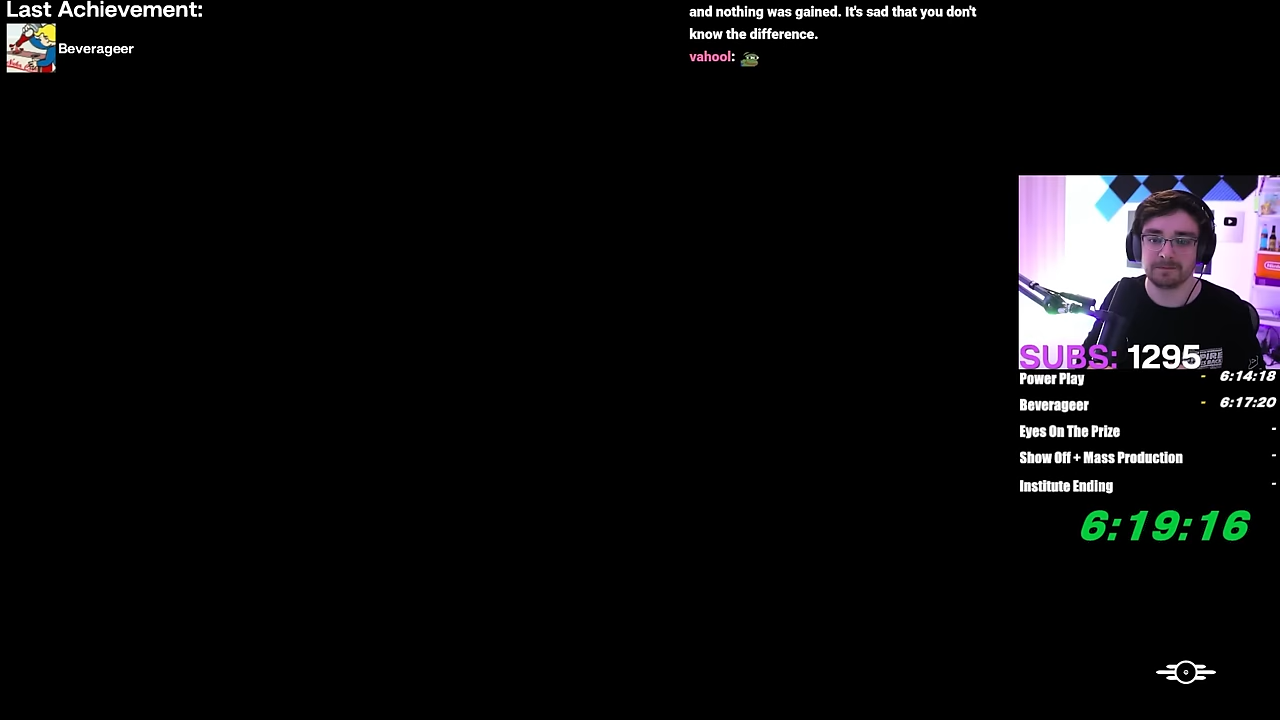 Last Achievement:
Beverageer
and nothing was gained. It's sad that you don't
know the difference.
vahool:
SUBS: 1295
Power Play - 6:14:18
Beverageer - 6:17:20
Eyes On The Prize -
Show Off + Mass Production -
Institute Ending -
6:19:16